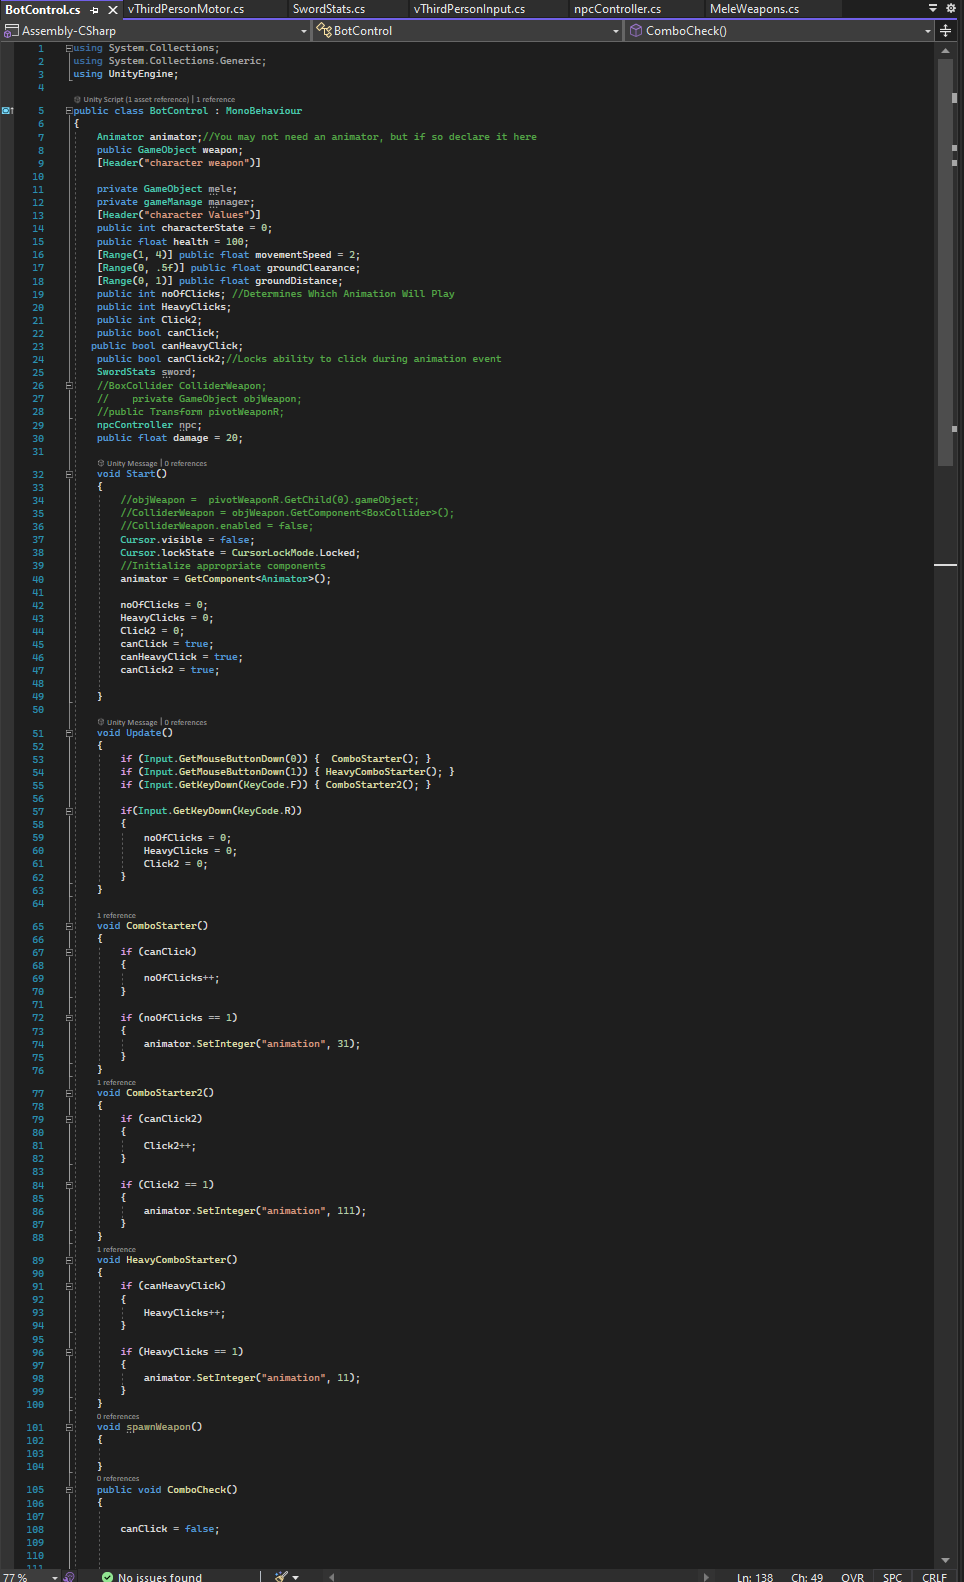 BotControl.cs vThirdPersonMotor.cs SwordStats.cs vThirdPersonInput.cs npcController.cs MeleWeapons.cs
Assembly-CSharp BotControl ComboCheck()
1 using System.Collections;
2 using System.Collections.Generic;
3 using UnityEngine;
4
Unity Script (1 asset reference) | 1 reference
5 public class BotControl : MonoBehaviour
6 {
7 Animator animator;//You may not need an animator, but if so declare it here
8 public GameObject weapon;
9 [Header("character weapon")]
10
11 private GameObject mele;
12 private gameManage manager;
13 [Header("character Values")]
14 public int characterState = 0;
15 public float health = 100;
16 [Range(1, 4)] public float movementSpeed = 2;
17 [Range(0, .5f)] public float groundClearance;
18 [Range(0, 1)] public float groundDistance;
19 public int noOfClicks; //Determines Which Animation Will Play
20 public int HeavyClicks;
21 public int Click2;
22 public bool canClick;
23 public bool canHeavyClick;
24 public bool canClick2;//Locks ability to click during animation event
25 SwordStats sword;
26 //BoxCollider ColliderWeapon;
27 // private GameObject objWeapon;
28 //public Transform pivotWeaponR;
29 npcController npc;
30 public float damage = 20;
31
Unity Message | 0 references
32 void Start()
33 {
34 //objWeapon = pivotWeaponR.GetChild(0).gameObject;
35 //ColliderWeapon = objWeapon.GetComponent<BoxCollider>();
36 //ColliderWeapon.enabled = false;
37 Cursor.visible = false;
38 Cursor.lockState = CursorLockMode.Locked;
39 //Initialize appropriate components
40 animator = GetComponent<Animator>();
41
42 noOfClicks = 0;
43 HeavyClicks = 0;
44 Click2 = 0;
45 canClick = true;
46 canHeavyClick = true;
47 canClick2 = true;
48
49 }
50
Unity Message | 0 references
51 void Update()
52 {
53 if (Input.GetMouseButtonDown(0)) { ComboStarter(); }
54 if (Input.GetMouseButtonDown(1)) { HeavyComboStarter(); }
55 if (Input.GetKeyDown(KeyCode.F)) { ComboStarter2(); }
56
57 if(Input.GetKeyDown(KeyCode.R))
58 {
59 noOfClicks = 0;
60 HeavyClicks = 0;
61 Click2 = 0;
62 }
63 }
64
1 reference
65 void ComboStarter()
66 {
67 if (canClick)
68 {
69 noOfClicks++;
70 }
71
72 if (noOfClicks == 1)
73 {
74 animator.SetInteger("animation", 31);
75 }
76 }
1 reference
77 void ComboStarter2()
78 {
79 if (canClick2)
80 {
81 Click2++;
82 }
83
84 if (Click2 == 1)
85 {
86 animator.SetInteger("animation", 111);
87 }
88 }
1 reference
89 void HeavyComboStarter()
90 {
91 if (canHeavyClick)
92 {
93 HeavyClicks++;
94 }
95
96 if (HeavyClicks == 1)
97 {
98 animator.SetInteger("animation", 11);
99 }
100 }
0 references
101 void spawnWeapon()
102 {
103
104 }
0 references
105 public void ComboCheck()
106 {
107
108 canClick = false;
109
110
111
77 % No issues found Ln: 138 Ch: 49 OVR SPC CRLF